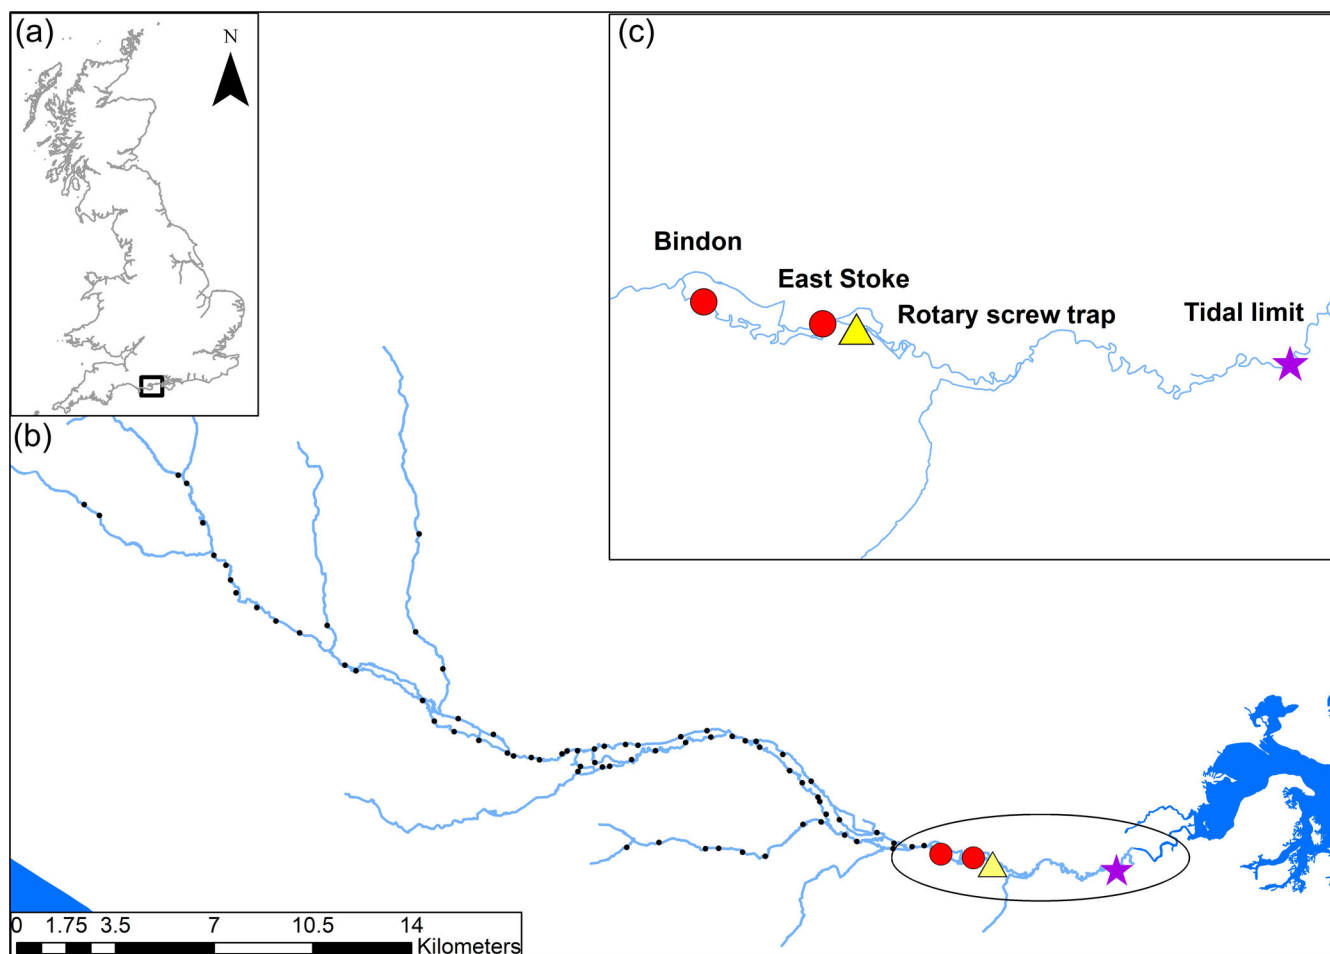 (a)
N
(c)
Bindon
East Stoke
Rotary screw trap
Tidal limit
(b)
0 1.75 3.5 7 10.5 14
Kilometers